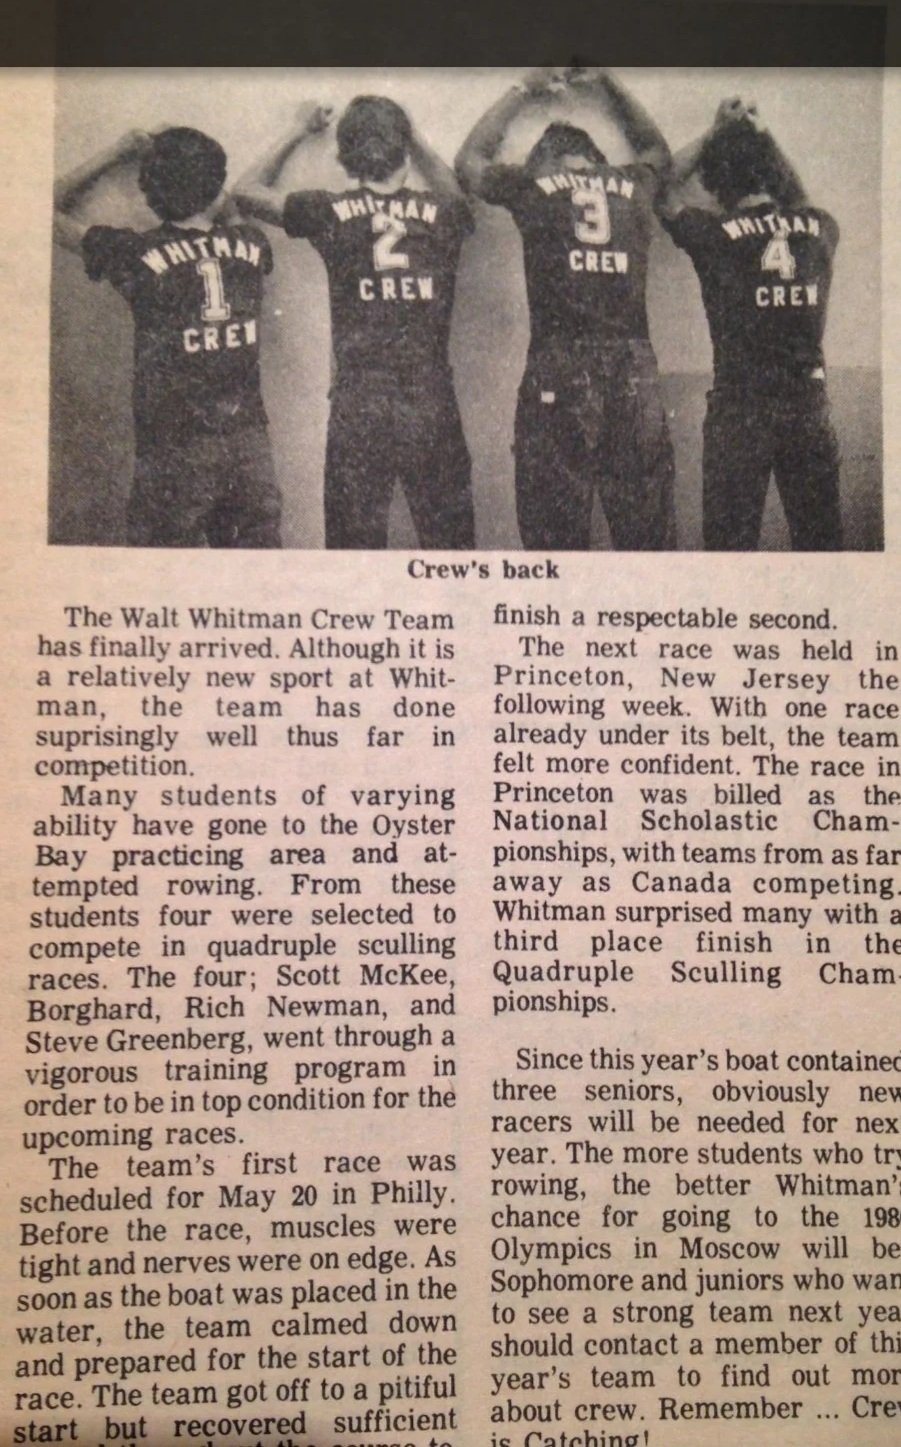 WHITMAN
1
CREW
WHITMAN
2
CREW
WHITMAN
3
CREW
WHITMAN
4
CREW
Crew's back
The Walt Whitman Crew Team
has finally arrived. Although it is
a relatively new sport at Whit-
man, the team has done
suprisingly well thus far in
competition.
Many students of varying
ability have gone to the Oyster
Bay practicing area and at-
tempted rowing. From these
students four were selected to
compete in quadruple sculling
races. The four; Scott McKee,
Borghard, Rich Newman, and
Steve Greenberg, went through a
vigorous training program in
order to be in top condition for the
upcoming races.
The team's first race was
scheduled for May 20 in Philly.
Before the race, muscles were
tight and nerves were on edge. As
soon as the boat was placed in the
water, the team calmed down
and prepared for the start of the
race. The team got off to a pitiful
start but recovered sufficient
the course to
finish a respectable second.
The next race was held in
Princeton, New Jersey the
following week. With one race
already under its belt, the team
felt more confident. The race in
Princeton was billed as the
National Scholastic Cham-
pionships, with teams from as far
away as Canada competing.
Whitman surprised many with a
third place finish in the
Quadruple Sculling Cham-
pionships.
Since this year's boat contained
three seniors, obviously new
racers will be needed for nex
year. The more students who try
rowing, the better Whitman's
chance for going to the 198
Olympics in Moscow will be
Sophomore and juniors who wan
to see a strong team next yea
should contact a member of thi
year's team to find out mor
about crew. Remember ... Crew
is Catching!